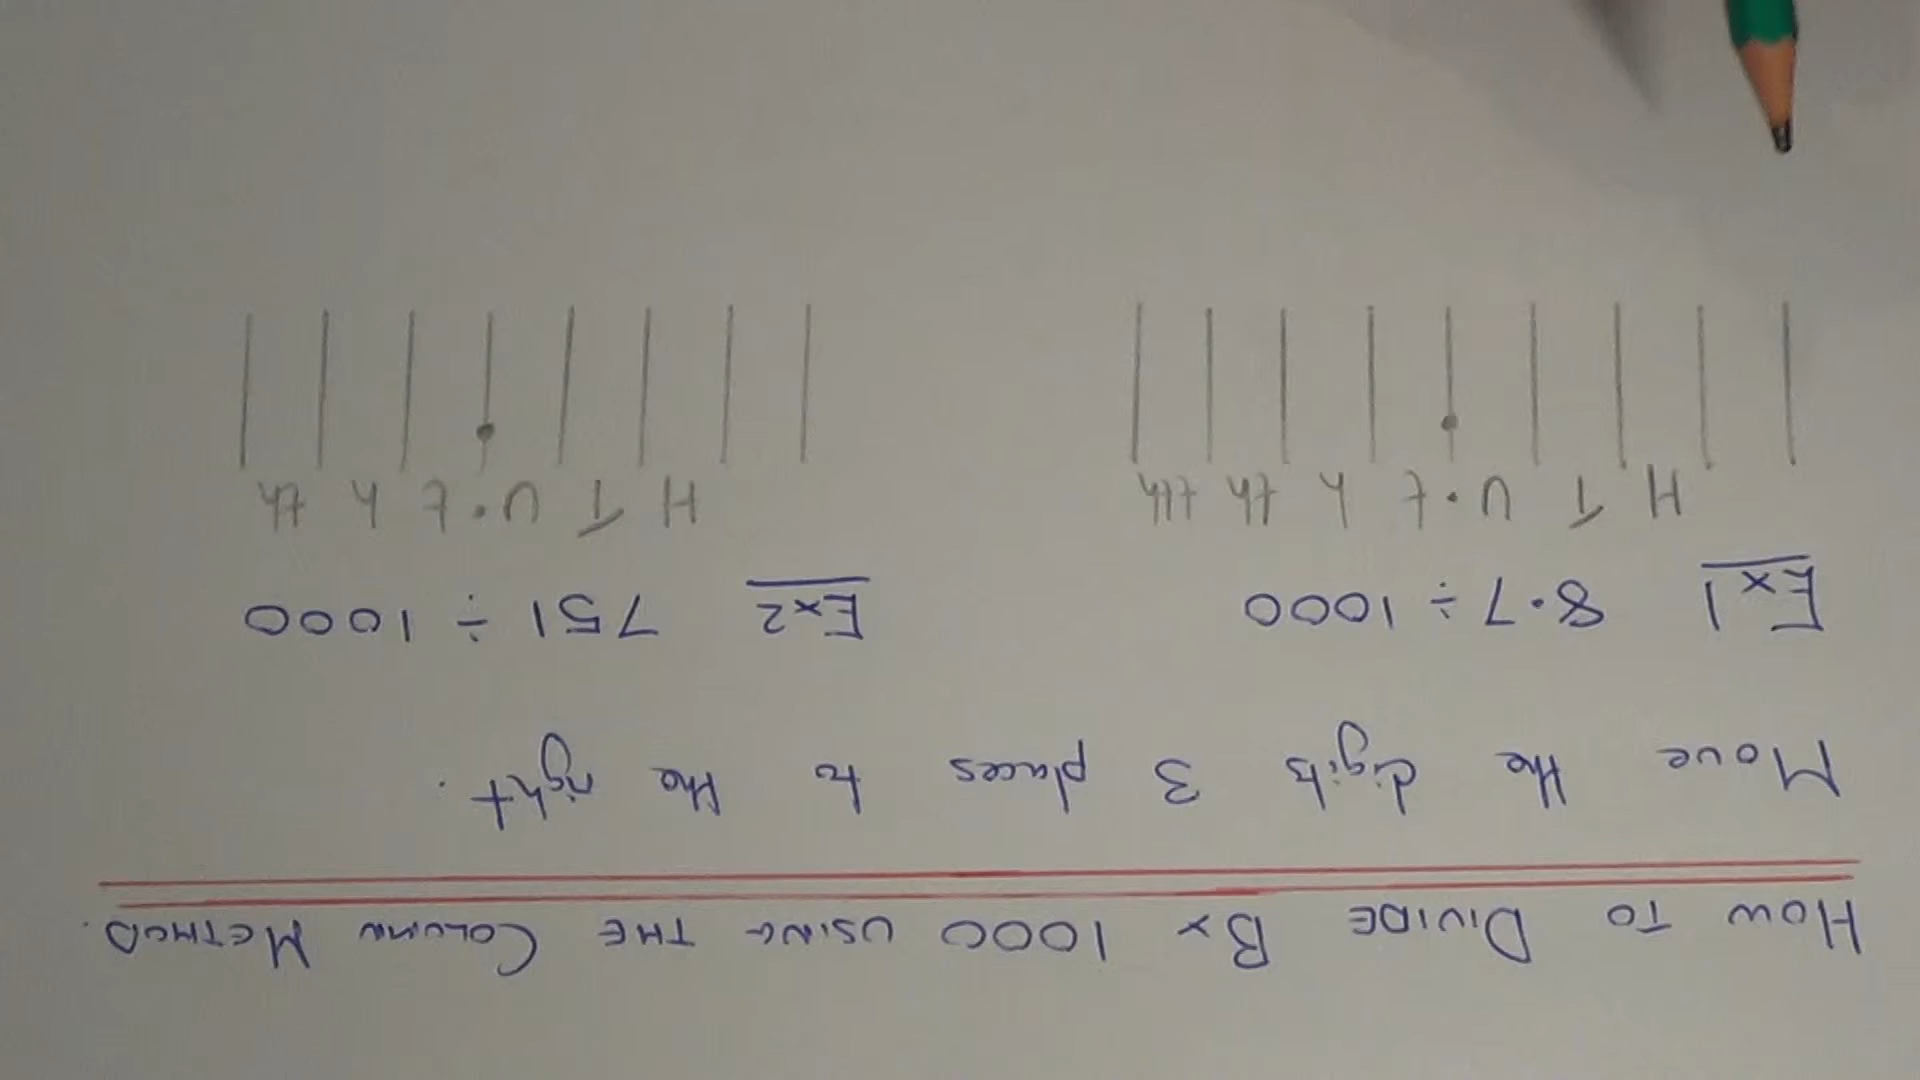 HOW TO DIVIDE BY 1000 USING THE COLUMN METHOD.
Move the digits 3 places to the right.
Ex1 8·7 ÷ 1000 Ex2 751 ÷ 1000
H T U · t h th tth H T U · t h th